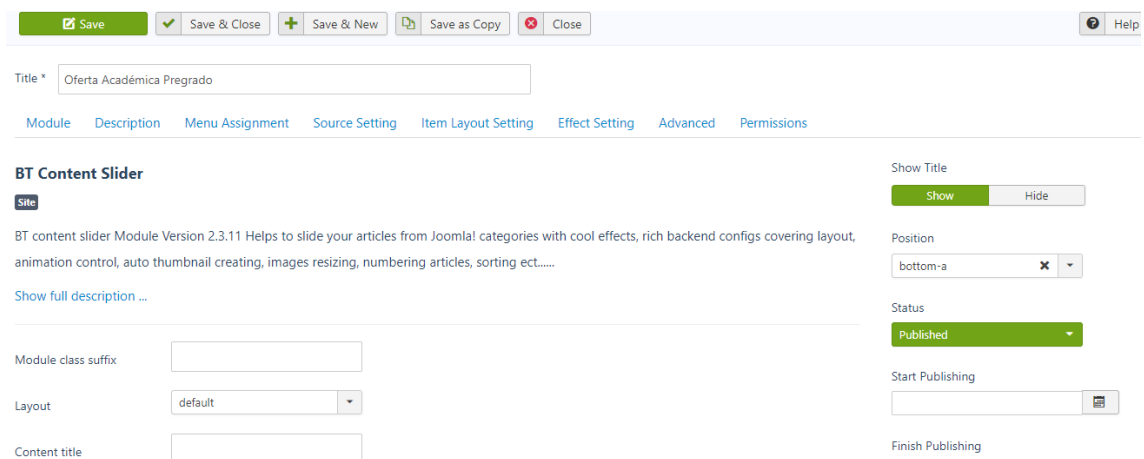 Save Save & Close Save & New Save as Copy Close Help
Title * Oferta Académica Pregrado
Module Description Menu Assignment Source Setting Item Layout Setting Effect Setting Advanced Permissions
BT Content Slider
Site
BT content slider Module Version 2.3.11 Helps to slide your articles from Joomla! categories with cool effects, rich backend configs covering layout,
animation control, auto thumbnail creating, images resizing, numbering articles, sorting ect......
Show full description ...
Module class suffix
Layout default
Content title
Show Title
Show Hide
Position
bottom-a
Status
Published
Start Publishing
Finish Publishing